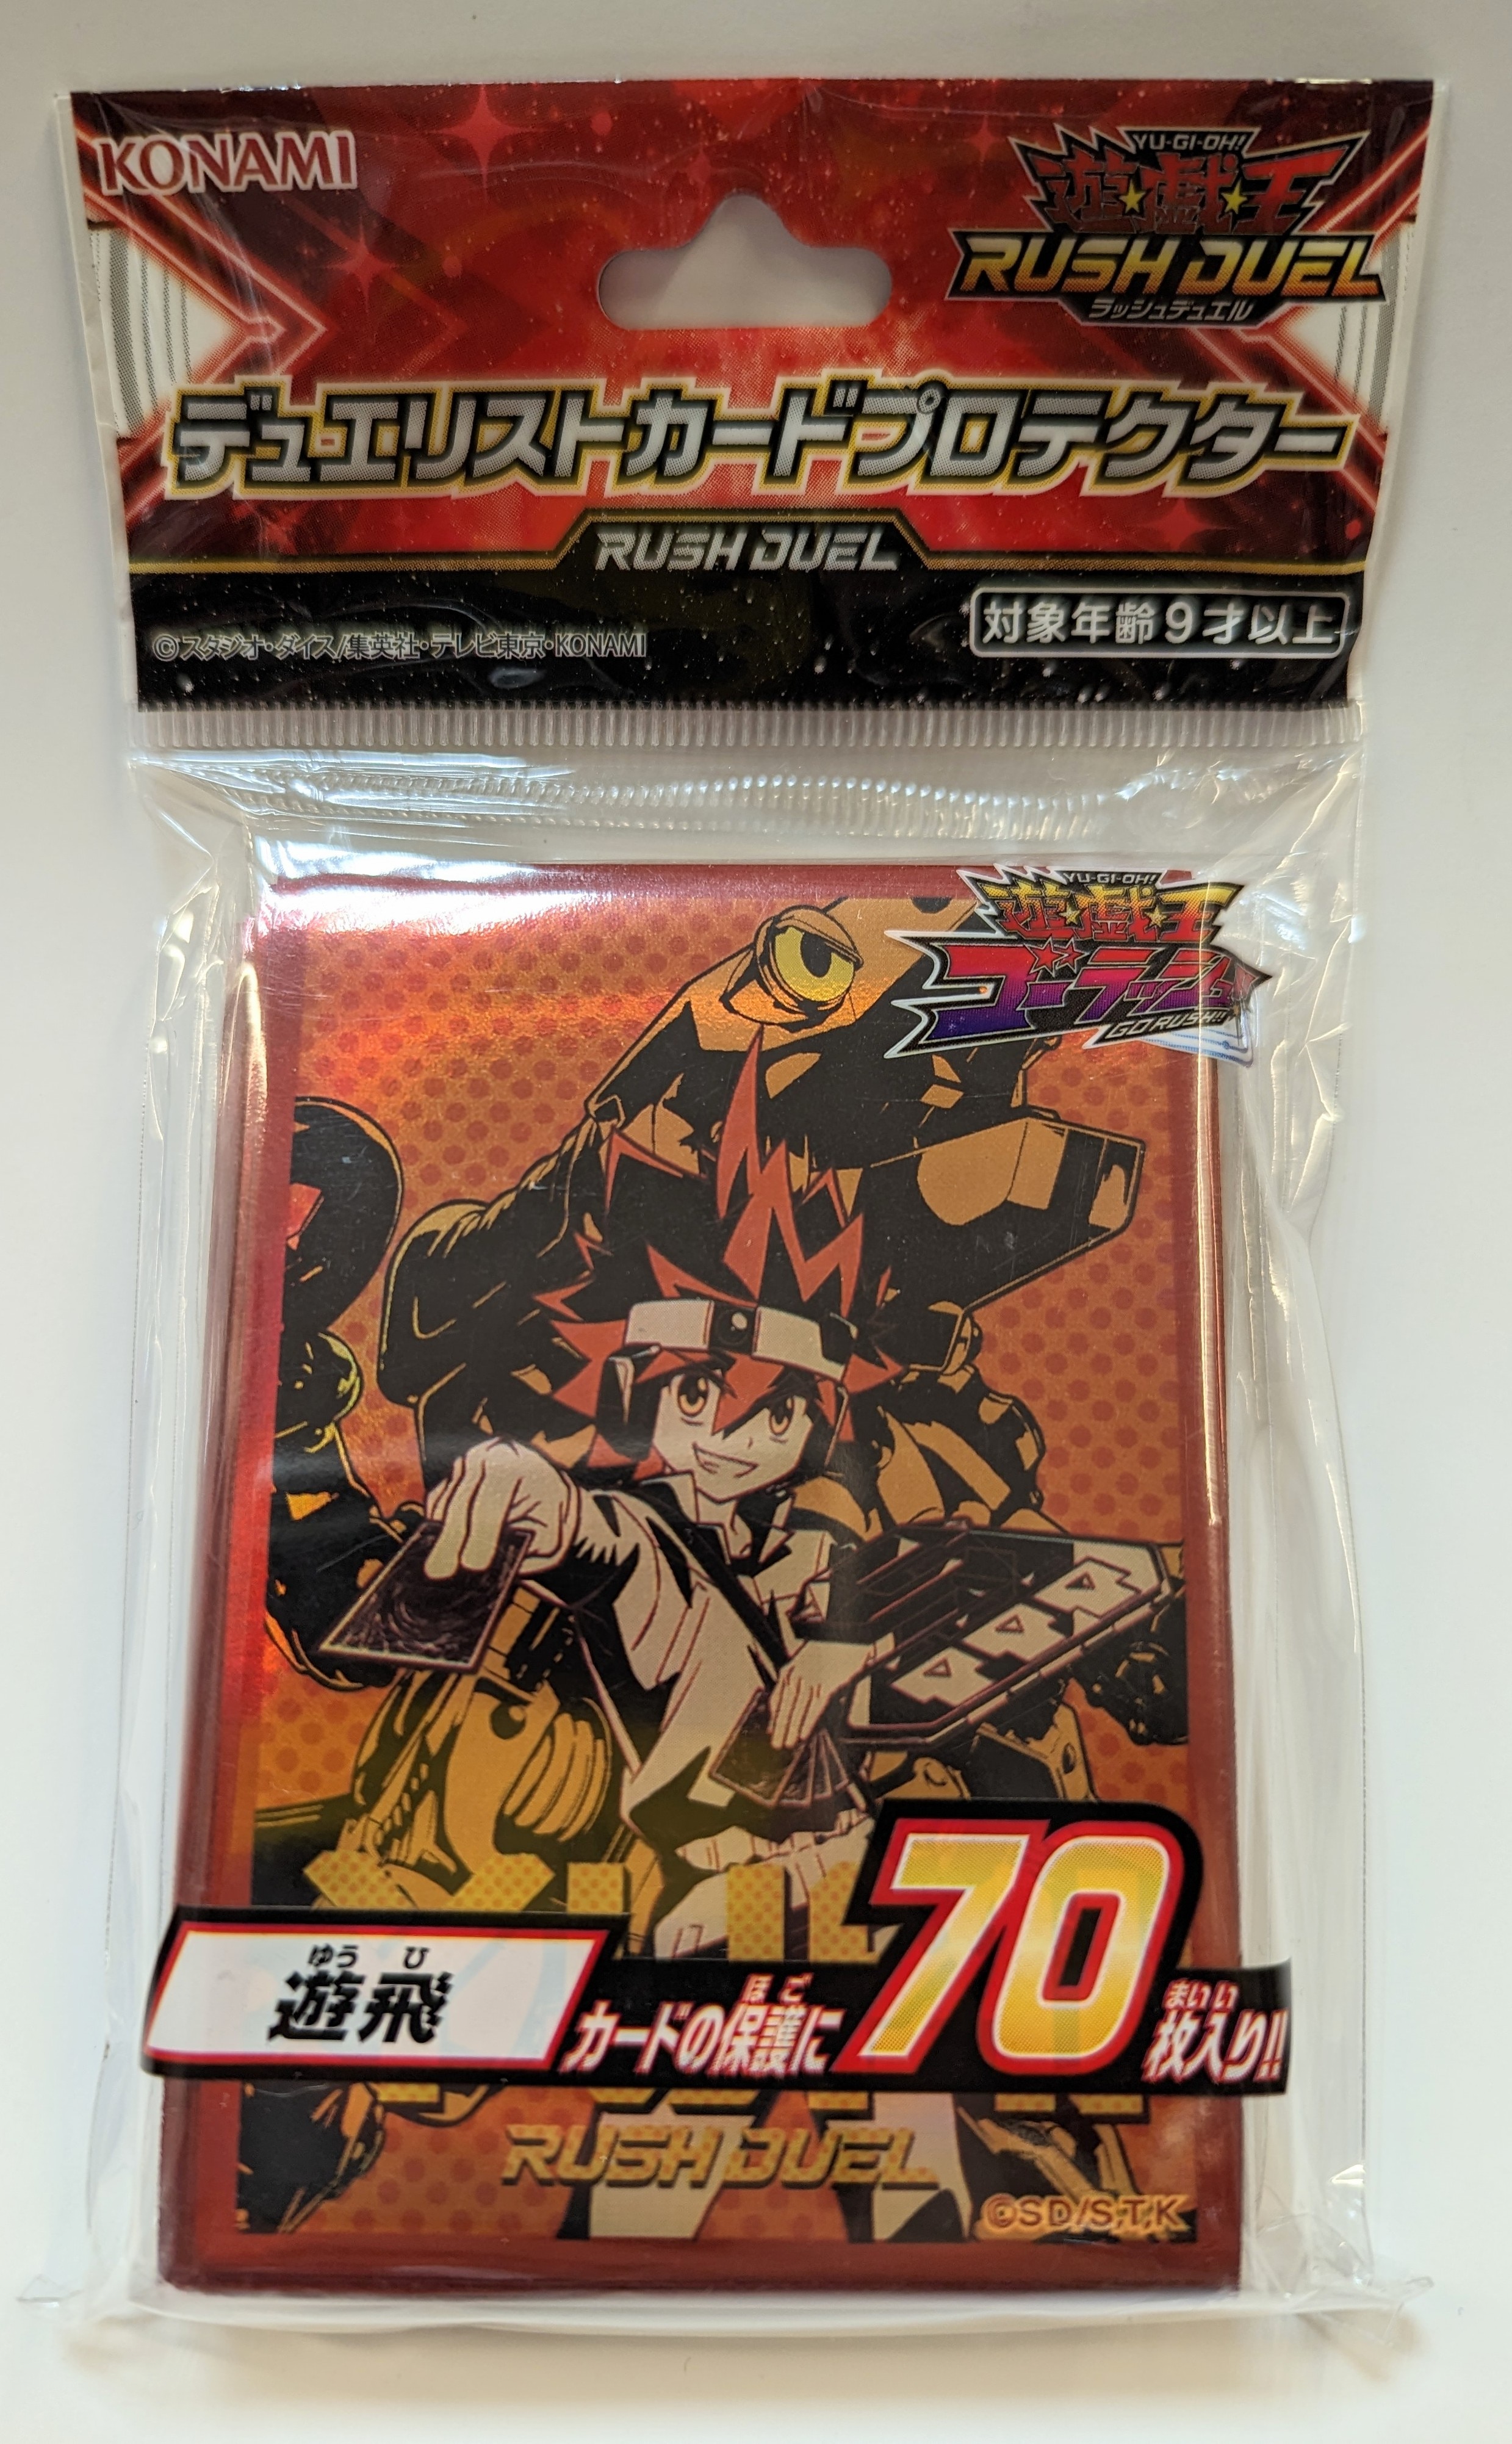 KONAMI
YU-GI-OH!
遊☆戯☆王
RUSH DUEL
ラッシュデュエル
デュエリストカードプロテクター
RUSH DUEL
©スタジオ・ダイス/集英社・テレビ東京・KONAMI
対象年齢9才以上
YU-GI-OH!
遊☆戯☆王
ゴーラッシュ!!
GO RUSH!!
ゆうひ
遊飛
カードの保護に
ほご
70
まいい
枚入り!!
RUSH DUEL
©SD/S,T,K